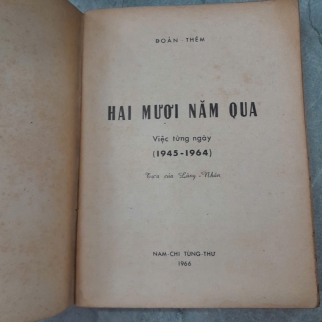 ĐOÀN THÊM
HAI MƯƠI NĂM QUA
Việc từng ngày
(1945-1964)
Tựa của Lãng-Nhân
NAM-CHI TÙNG-THƯ
1966